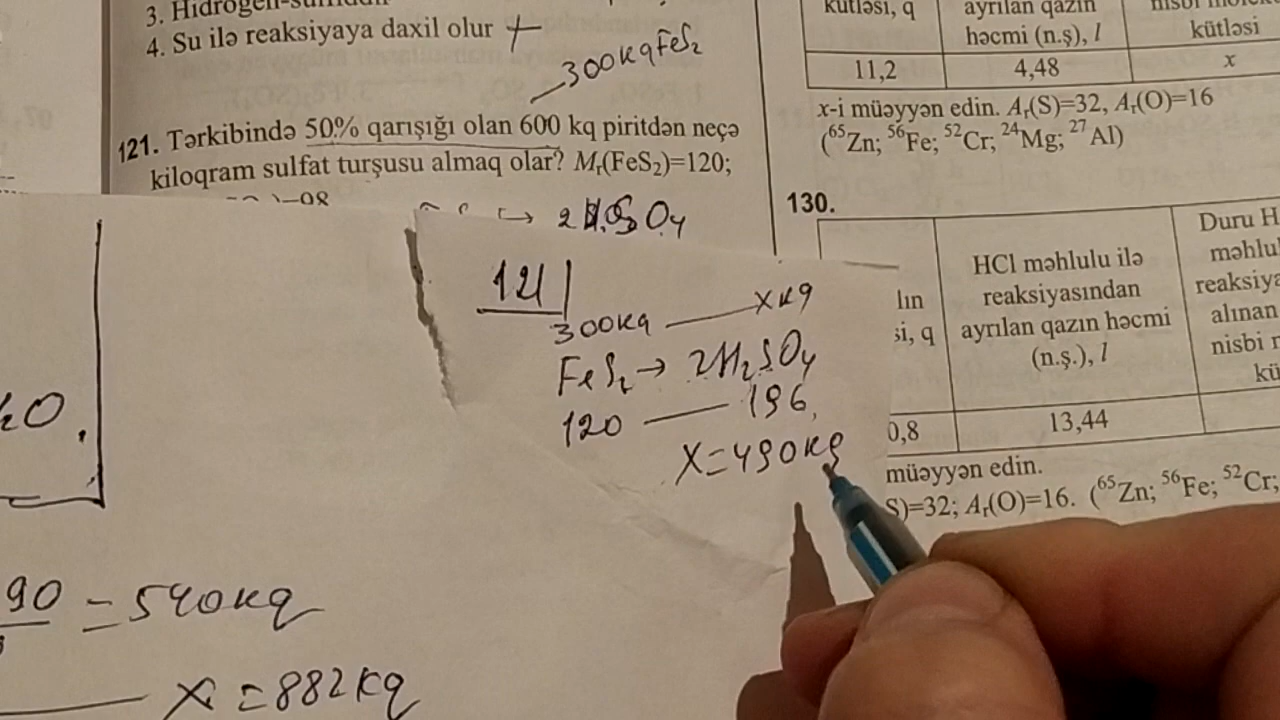 3. Hidrogen-
4. Su ilə reaksiyaya daxil olur +
300kq FeS₂
121. Tərkibində 50% qarışığı olan 600 kq piritdən neçə
kiloqram sulfat turşusu almaq olar? Mᵣ(FeS₂)=120;
)=98
→ 2H₂SO₄
121
300kq — xkq
FeS₂→ 2H₂SO₄
120 — 196,
X=490kg
90 = 540kq
X = 882kq
kütləsi, q
ayrılan qazın
həcmi (n.ş), l
nisbi
kütləsi
11,2
4,48
x
x-i müəyyən edin. Aᵣ(S)=32, Aᵣ(O)=16
(⁶⁵Zn; ⁵⁶Fe; ⁵²Cr; ²⁴Mg; ²⁷Al)
130.
lın
si, q
HCl məhlulu ilə
reaksiyasından
ayrılan qazın həcmi
(n.ş.), l
Duru H
məhlu
reaksiya
alınan
nisbi
kü
0,8
13,44
müəyyən edin.
S)=32; Aᵣ(O)=16. (⁶⁵Zn; ⁵⁶Fe; ⁵²Cr;